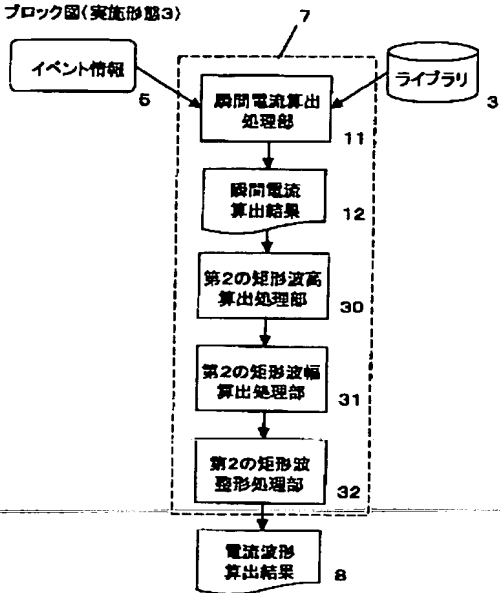 ブロック図(実施形態3)
7
イベント情報
5
ライブラリ
3
瞬間電流算出
処理部
11
瞬間電流
算出結果
12
第2の矩形波高
算出処理部
30
第2の矩形波幅
算出処理部
31
第2の矩形波
整形処理部
32
電流波形
算出結果
8